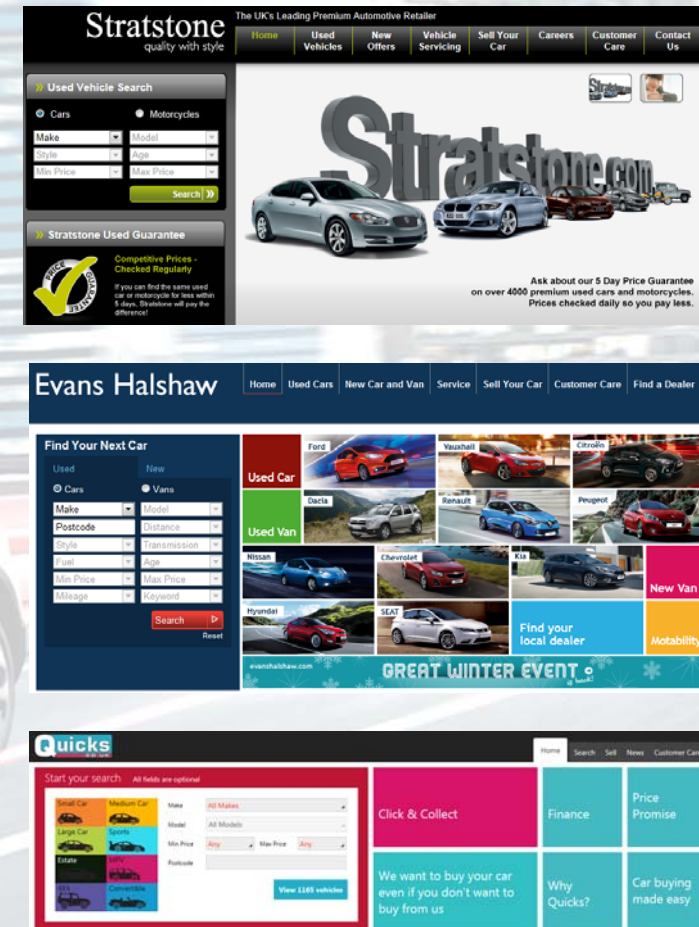 Stratstone
quality with style
The UK's Leading Premium Automotive Retailer
Home
Used Vehicles
New Offers
Vehicle Servicing
Sell Your Car
Careers
Customer Care
Contact Us
» Used Vehicle Search
Cars
Motorcycles
Make
Model
Style
Age
Min Price
Max Price
Search »
» Stratstone Used Guarantee
PRICE GUARANTEE
Competitive Prices -
Checked Regularly
If you can find the same used
car or motorcycle for less within
5 days, Stratstone will pay the
difference!
Stratstone.com
Ask about our 5 Day Price Guarantee
on over 4000 premium used cars and motorcycles.
Prices checked daily so you pay less.
Evans Halshaw
Home
Used Cars
New Car and Van
Service
Sell Your Car
Customer Care
Find a Dealer
Find Your Next Car
Used
New
Cars
Vans
Make
Model
Postcode
Distance
Style
Transmission
Fuel
Age
Min Price
Max Price
Mileage
Keyword
Search
Reset
Used Car
Ford
Vauxhall
Citroën
Used Van
Dacia
Renault
Peugeot
Nissan
Chevrolet
Kia
New Van
Hyundai
SEAT
Find your
local dealer
Motability
evanshalshaw.com
GREAT WINTER EVENT
is back!
Quicks
.co.uk
Home
Search
Sell
News
Customer Care
Start your search
All fields are optional
Small Car
Medium Car
Large Car
Sports
Estate
MPV
4X4
Convertible
Make
All Makes
Model
All Models
Min Price
Any
Max Price
Any
Postcode
View 1165 vehicles
Click & Collect
Finance
Price
Promise
We want to buy your car
even if you don't want to
buy from us
Why
Quicks?
Car buying
made easy